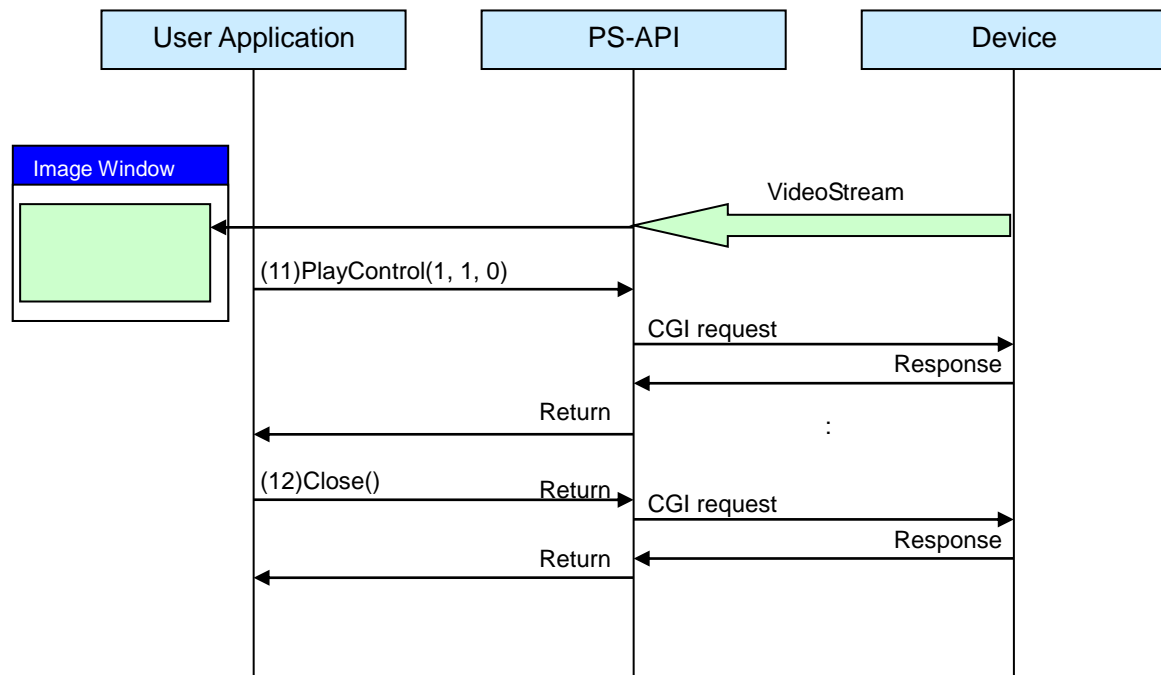 User Application
PS-API
Device
Image Window
VideoStream
(11)PlayControl(1, 1, 0)
CGI request
Response
Return
:
(12)Close()
Return
CGI request
Response
Return